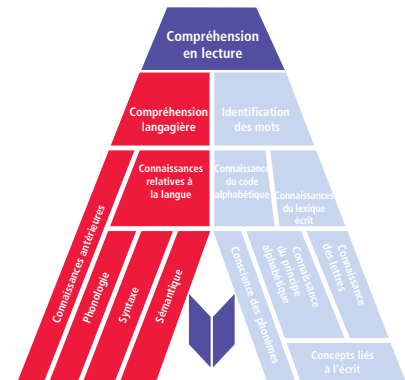 Compréhension
en lecture
Compréhension
langagière
Identification
des mots
Connaissances antérieures
Connaissances
relatives à
la langue
Connaissance
du code
alphabétique
Connaissances
du lexique
écrit
Phonologie
Syntaxe
Sémantique
Conscience des phonèmes
Connaissance
du principe
alphabétique
Connaissance
des lettres
Concepts liés
à l'écrit